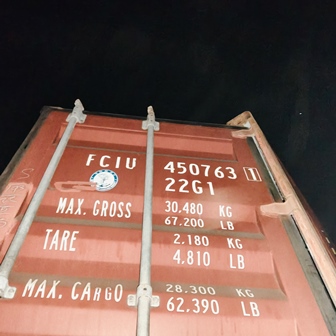 FCIU 450763 1
22G1
MAX. GROSS 30.480 KG
67.200 LB
TARE 2.180 KG
4.810 LB
MAX. CARGO 28.300 KG
62.390 LB